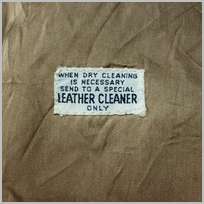 WHEN DRY CLEANING
IS NECESSARY
SEND TO A SPECIAL
LEATHER CLEANER
ONLY